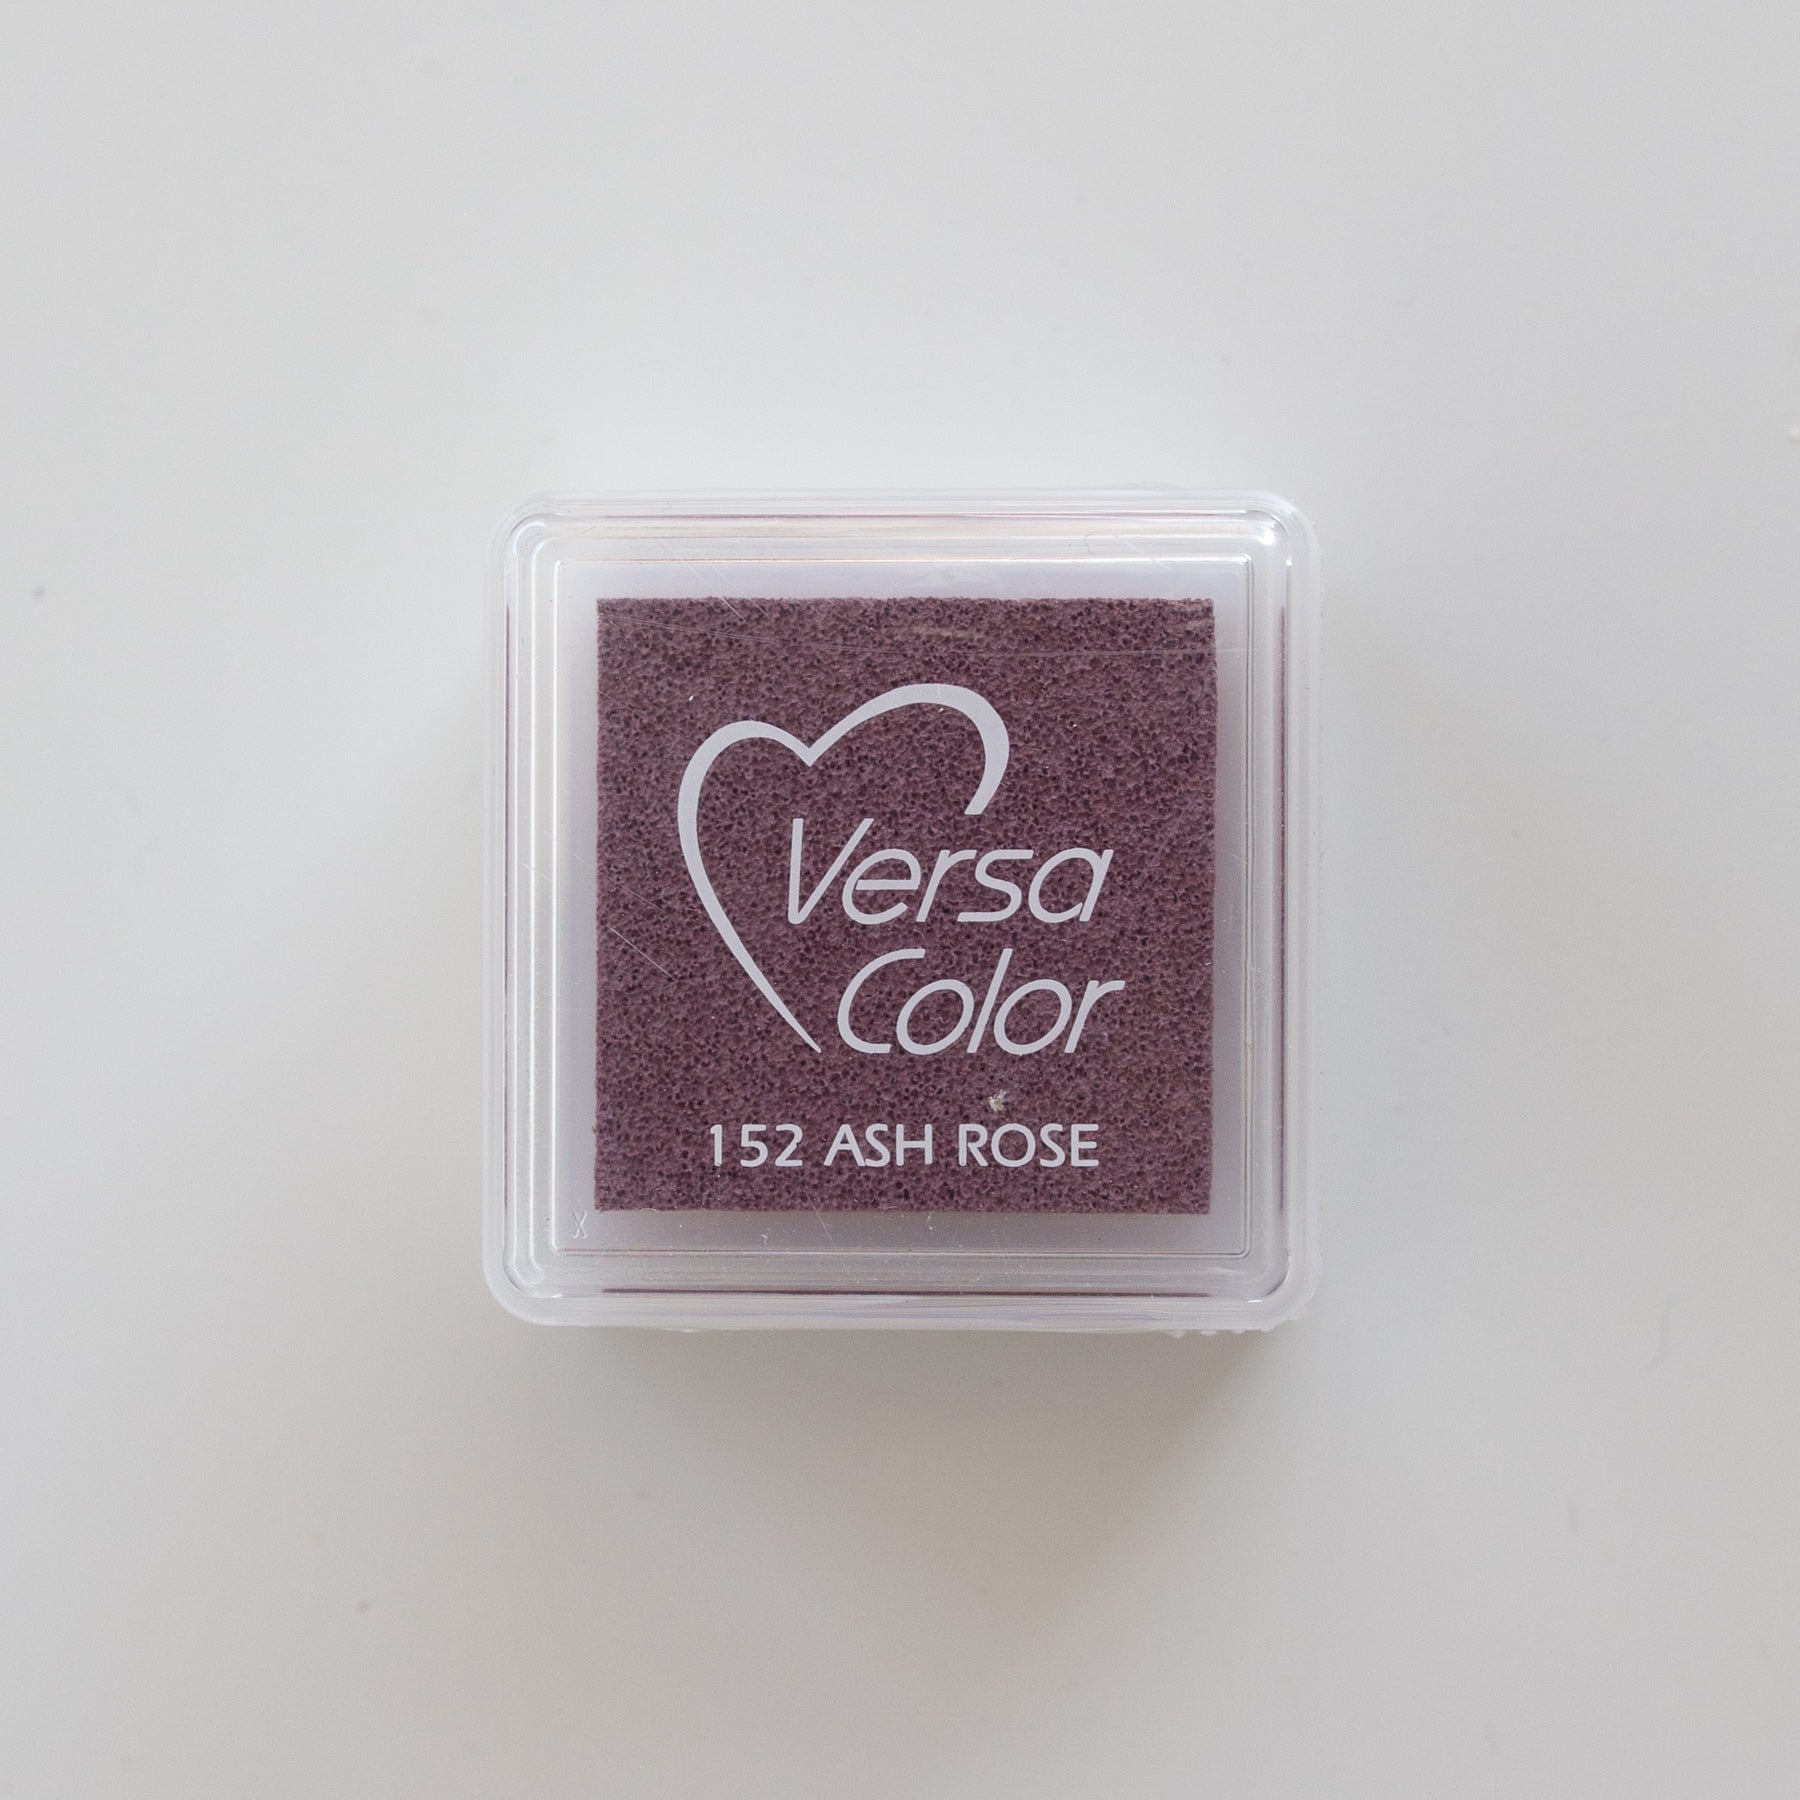 Versa
Color
152 ASH ROSE
X